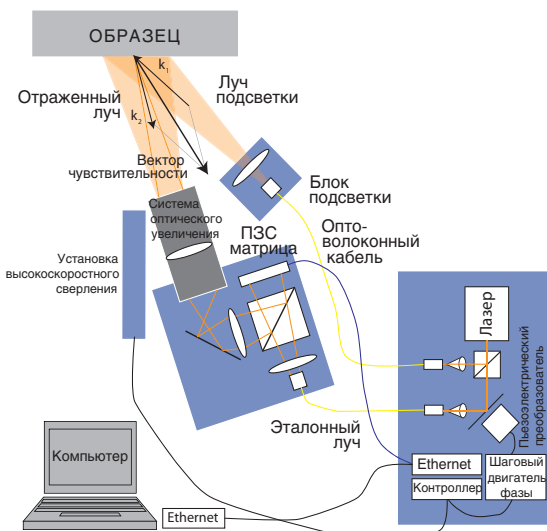 ОБРАЗЕЦ
k₁
Луч
подсветки
Отраженный
луч
k₂
Вектор
чувствительности
Блок
подсветки
Система
оптического
увеличения
ПЗС
матрица
Опто-
волоконный
кабель
Установка
высокоскоростного
сверления
Лазер
Пьезоэлектрический
преобразователь
Эталонный
луч
Ethernet
Контроллер
Шаговый
двигатель
фазы
Компьютер
Ethernet